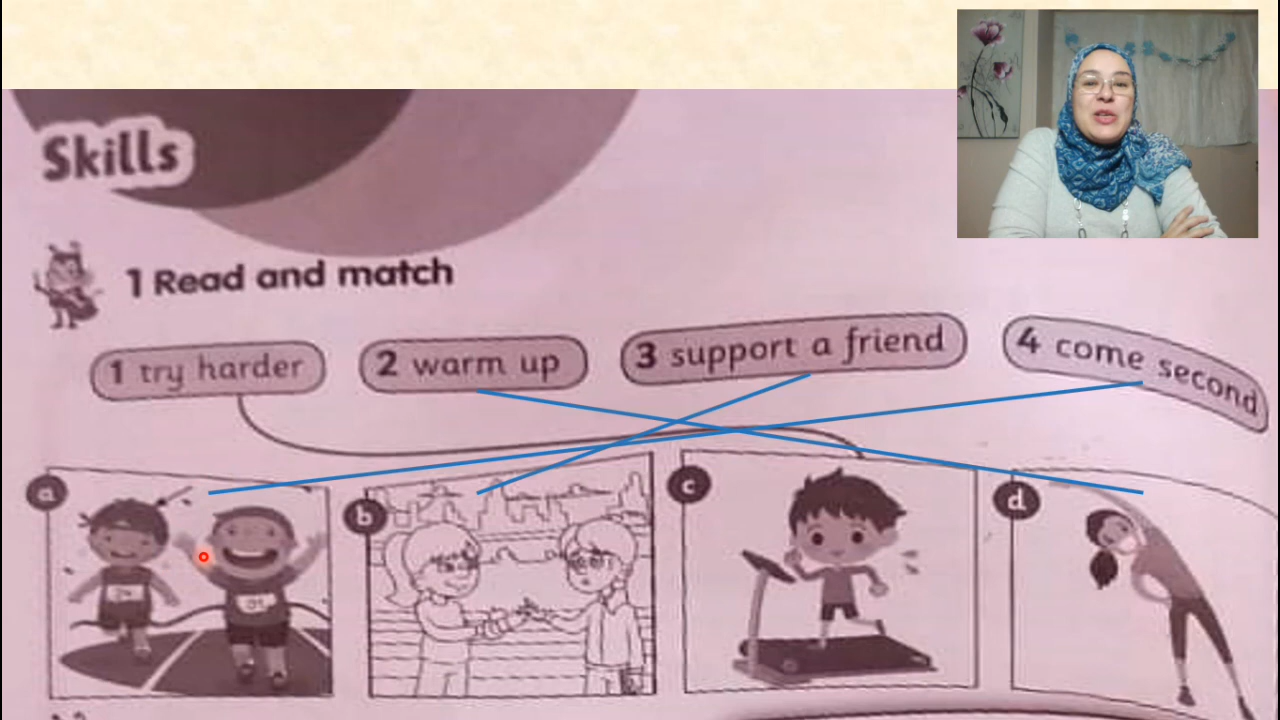 Skills
1 Read and match
1 try harder
2 warm up
3 support a friend
4 come second
a
b
c
d